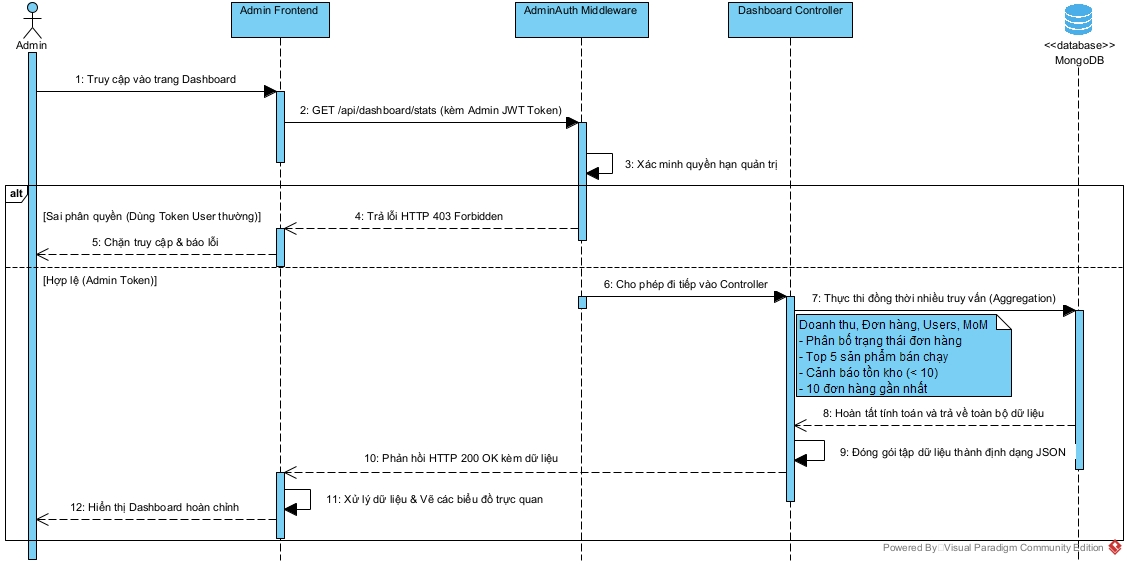 Admin Frontend
AdminAuth Middleware
Dashboard Controller
Admin
<<database>>
MongoDB
1: Truy cập vào trang Dashboard
2: GET /api/dashboard/stats (kèm Admin JWT Token)
3: Xác minh quyền hạn quản trị
alt
[Sai phân quyền (Dùng Token User thường)]
4: Trả lỗi HTTP 403 Forbidden
5: Chặn truy cập & báo lỗi
[Hợp lệ (Admin Token)]
6: Cho phép đi tiếp vào Controller
7: Thực thi đồng thời nhiều truy vấn (Aggregation)
Doanh thu, Đơn hàng, Users, MoM
- Phân bố trạng thái đơn hàng
- Top 5 sản phẩm bán chạy
- Cảnh báo tồn kho (< 10)
- 10 đơn hàng gần nhất
8: Hoàn tất tính toán và trả về toàn bộ dữ liệu
9: Đóng gói tập dữ liệu thành định dạng JSON
10: Phản hồi HTTP 200 OK kèm dữ liệu
11: Xử lý dữ liệu & Vẽ các biểu đồ trực quan
12: Hiển thị Dashboard hoàn chỉnh
Powered By Visual Paradigm Community Edition